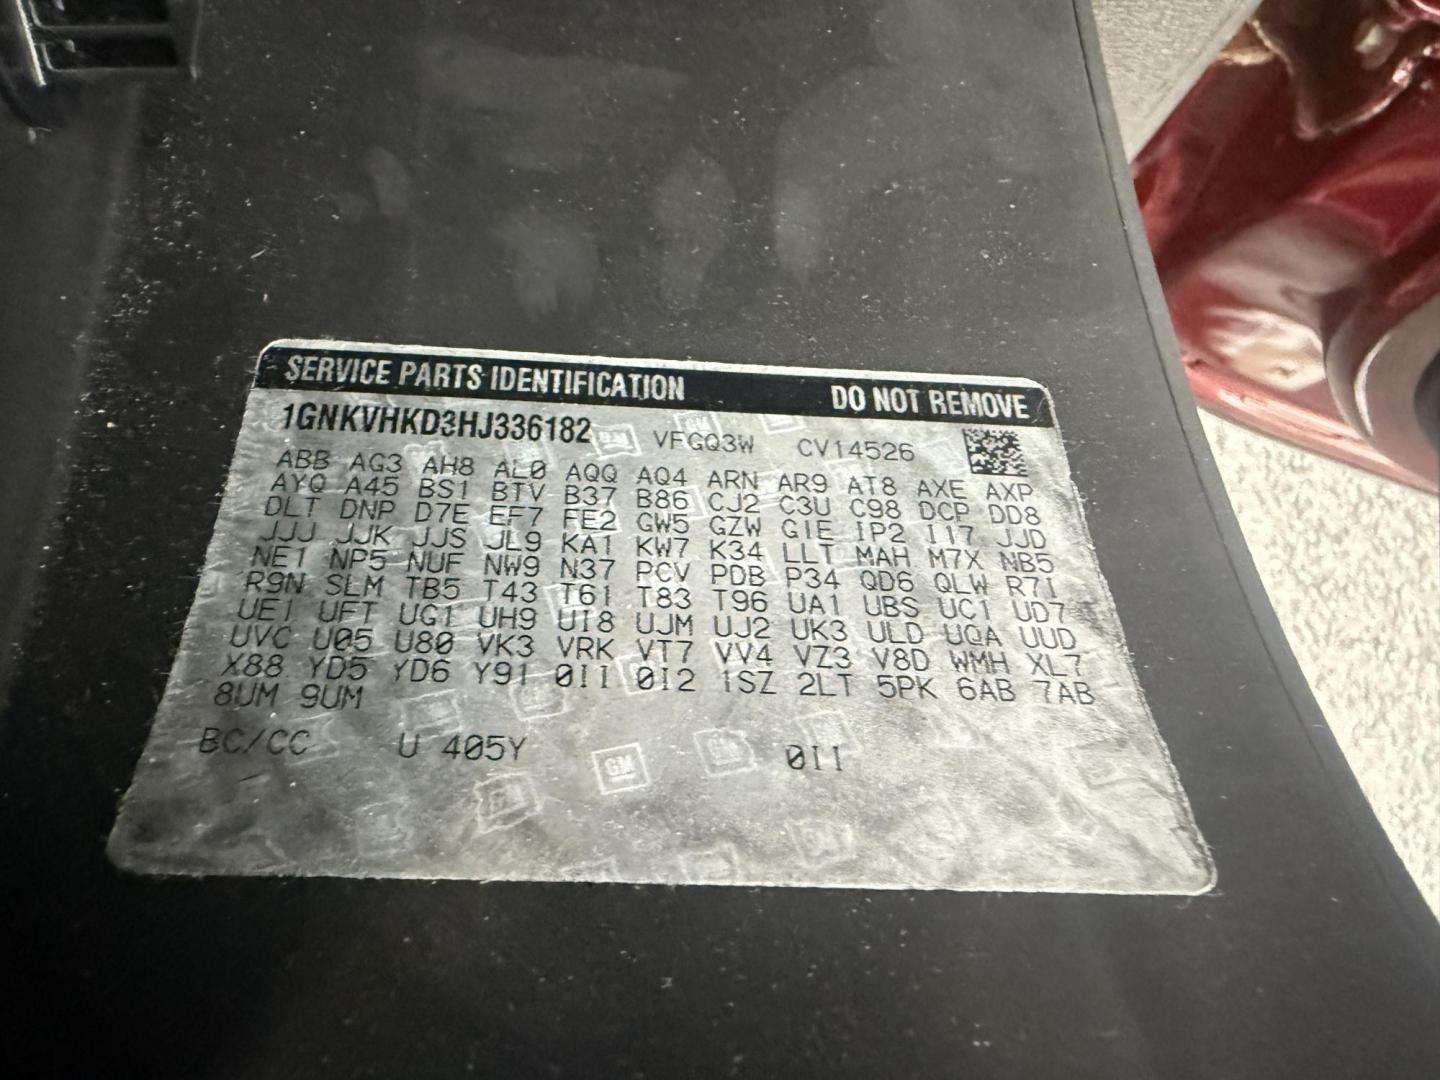 SERVICE PARTS IDENTIFICATION DO NOT REMOVE
1GNKVHKD3HJ336182 VFGQ3W CV14526
ABB AG3 AH8 AL0 AQQ AQ4 ARN AR9 AT8 AXE AXP
AYQ A45 BS1 BTV B37 B86 CJ2 C3U C98 DCP DD8
DLT DNP D7E EF7 FE2 GW5 GZW G1E IP2 I17 JJD
JJJ JJK JJS JL9 KA1 KW7 K34 LLT MAH M7X NB5
NE1 NP5 NUF NW9 N37 PCV PDB P34 QD6 QLW R7I
R9N SLM TB5 T43 T61 T83 T96 UA1 UBS UC1 UD7
UE1 UFT UG1 UH9 UI8 UJM UJ2 UK3 ULD UQA UUD
UVC U05 U80 VK3 VRK VT7 VV4 VZ3 V8D WMH XL7
X88 YD5 YD6 Y91 0II 0I2 1SZ 2LT 5PK 6AB 7AB
8UM 9UM
BC/CC U 405Y 0II
GM